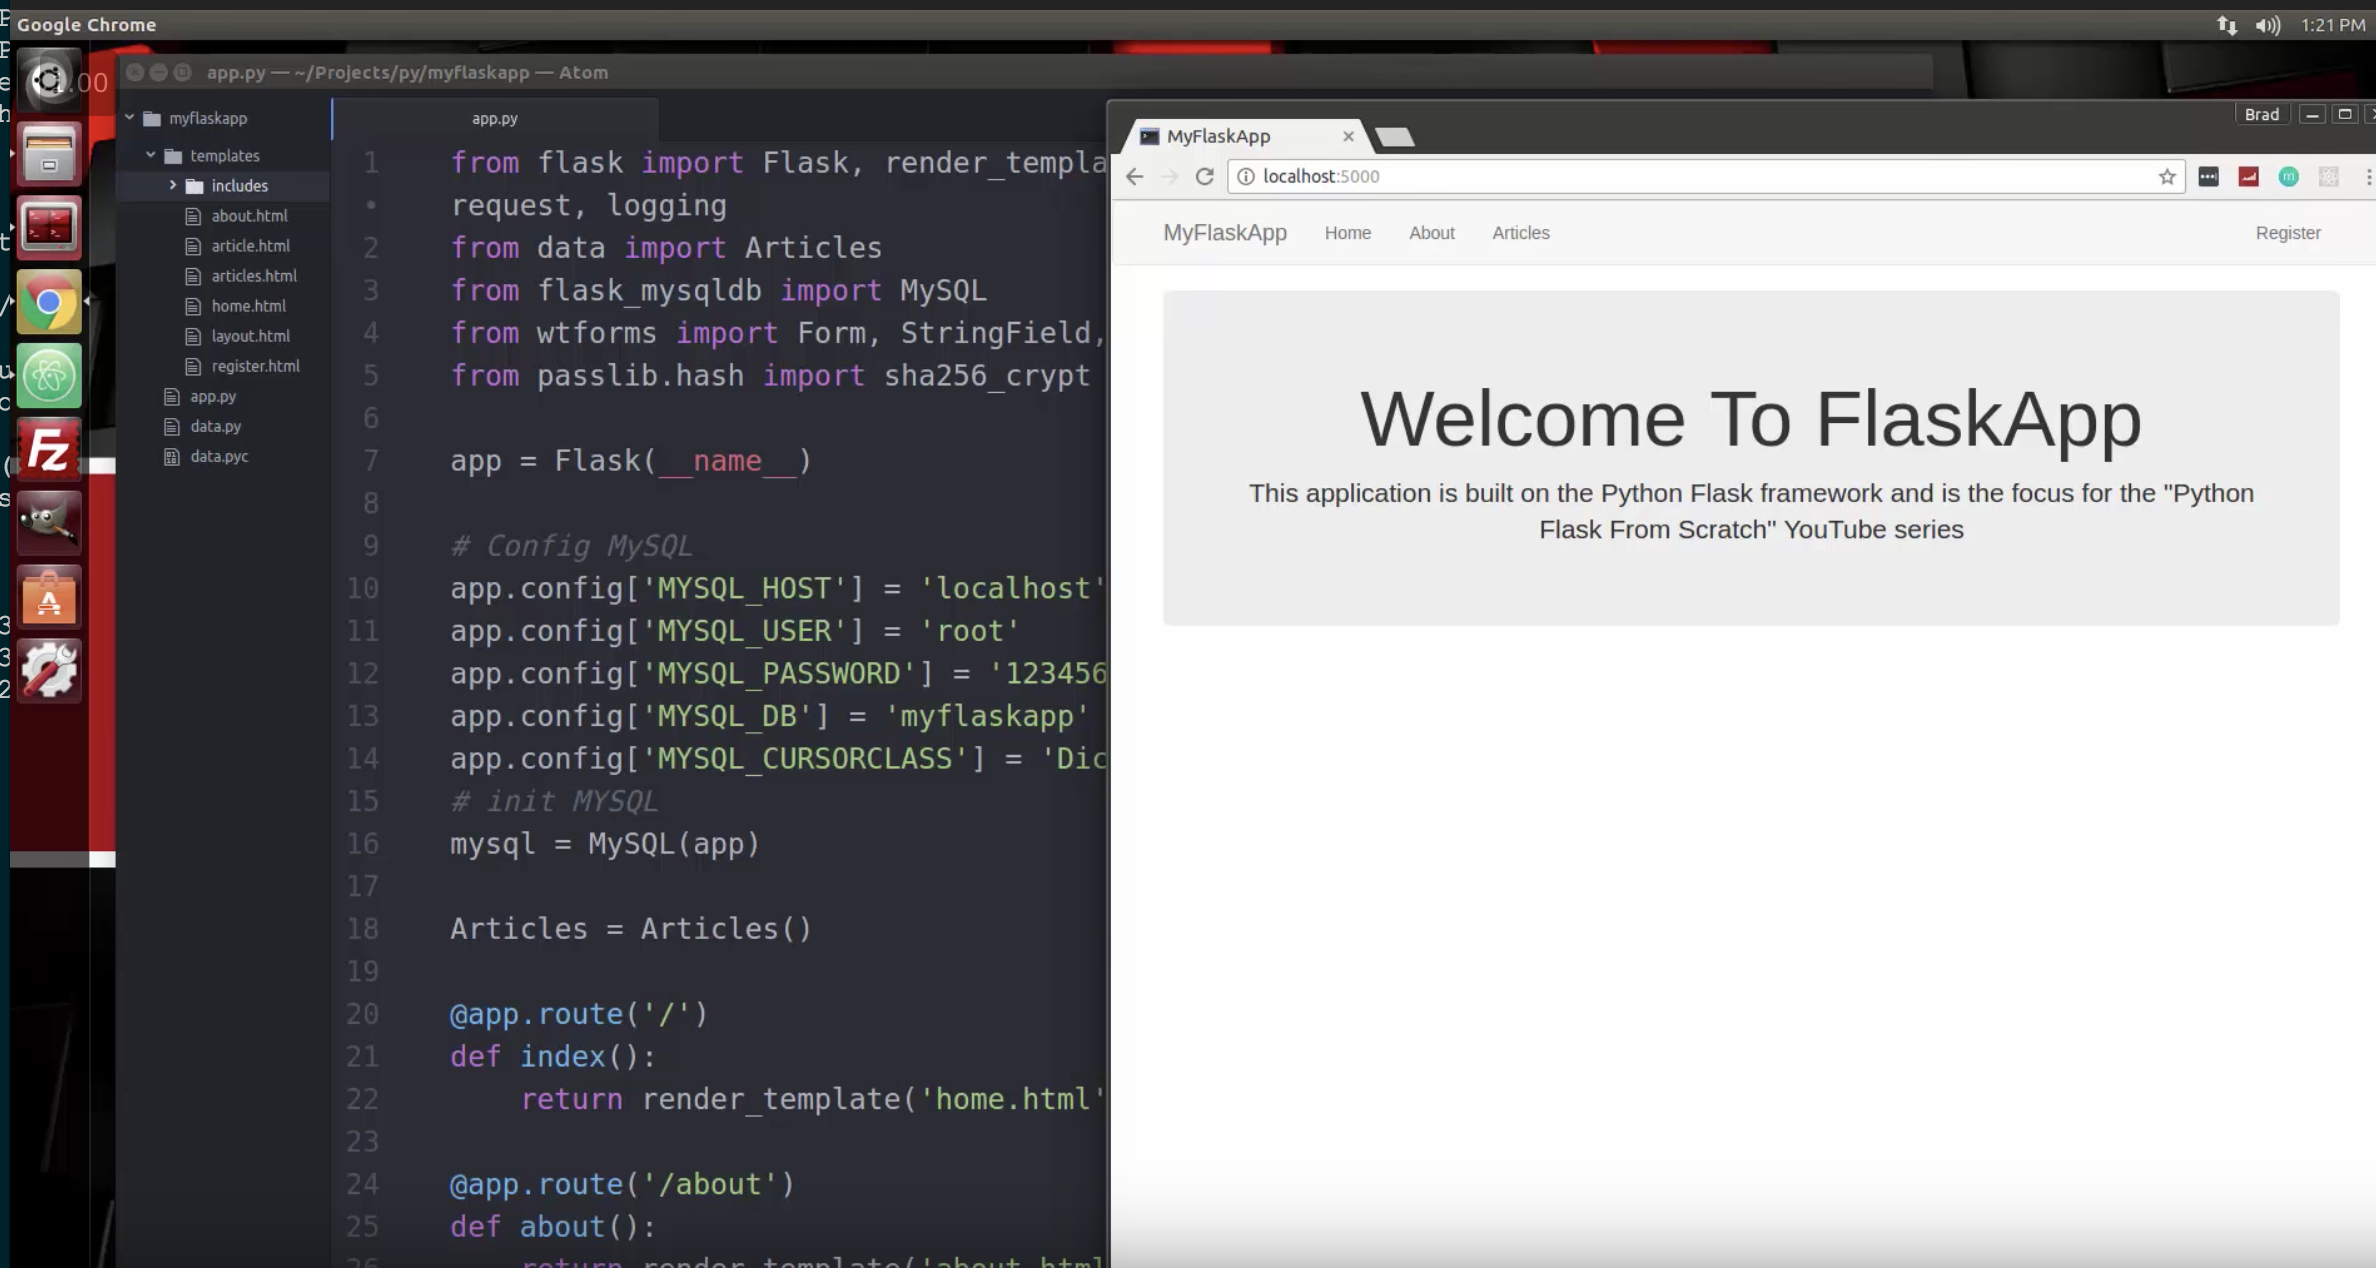 Google Chrome
1:21 PM
1.00
app.py — ~/Projects/py/myflaskapp — Atom
myflaskapp
templates
includes
about.html
article.html
articles.html
home.html
layout.html
register.html
app.py
data.py
data.pyc
app.py
1 from flask import Flask, render_templa
• request, logging
2 from data import Articles
3 from flask_mysqldb import MySQL
4 from wtforms import Form, StringField,
5 from passlib.hash import sha256_crypt
6
7 app = Flask(__name__)
8
9 # Config MySQL
10 app.config['MYSQL_HOST'] = 'localhost'
11 app.config['MYSQL_USER'] = 'root'
12 app.config['MYSQL_PASSWORD'] = '123456
13 app.config['MYSQL_DB'] = 'myflaskapp'
14 app.config['MYSQL_CURSORCLASS'] = 'Dic
15 # init MYSQL
16 mysql = MySQL(app)
17
18 Articles = Articles()
19
20 @app.route('/')
21 def index():
22 return render_template('home.html'
23
24 @app.route('/about')
25 def about():
26 return render_template('about.html
Brad
MyFlaskApp
localhost:5000
MyFlaskApp Home About Articles Register
Welcome To FlaskApp
This application is built on the Python Flask framework and is the focus for the "Python
Flask From Scratch" YouTube series